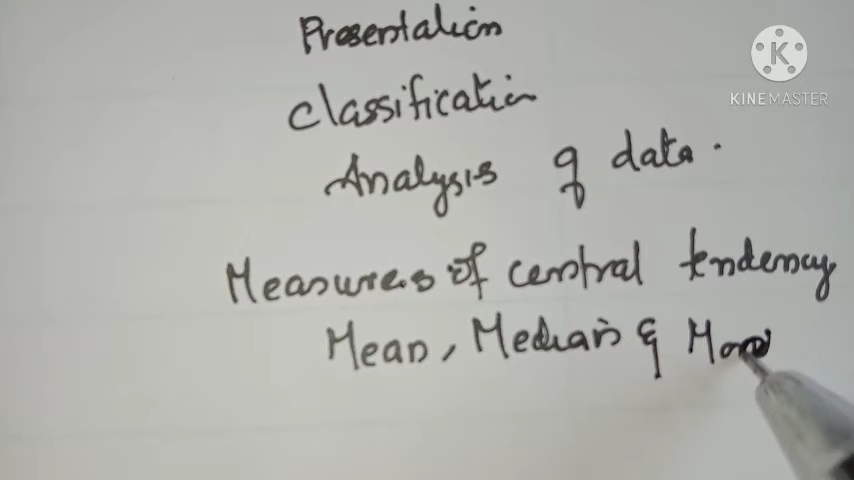 Presentation
KINEMASTER
Classification
Analysis of data.
Measures of central tendency
Mean, Median &